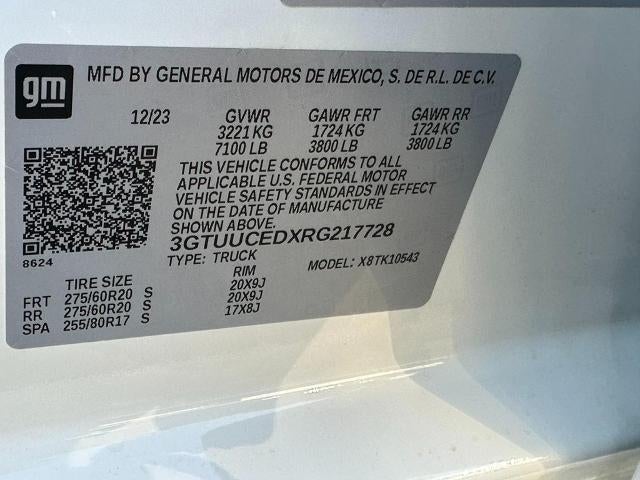 gm
MFD BY GENERAL MOTORS DE MEXICO, S. DE R.L. DE C.V.
12/23 GVWR GAWR FRT GAWR RR
3221 KG 1724 KG 1724 KG
7100 LB 3800 LB 3800 LB
THIS VEHICLE CONFORMS TO ALL
APPLICABLE U.S. FEDERAL MOTOR
VEHICLE SAFETY STANDARDS IN EFFECT
ON THE DATE OF MANUFACTURE
SHOWN ABOVE.
3GTUUCEDXRG217728
8624
TYPE: TRUCK MODEL: X8TK10543
TIRE SIZE RIM
FRT 275/60R20 S 20X9J
RR 275/60R20 S 20X9J
SPA 255/80R17 S 17X8J